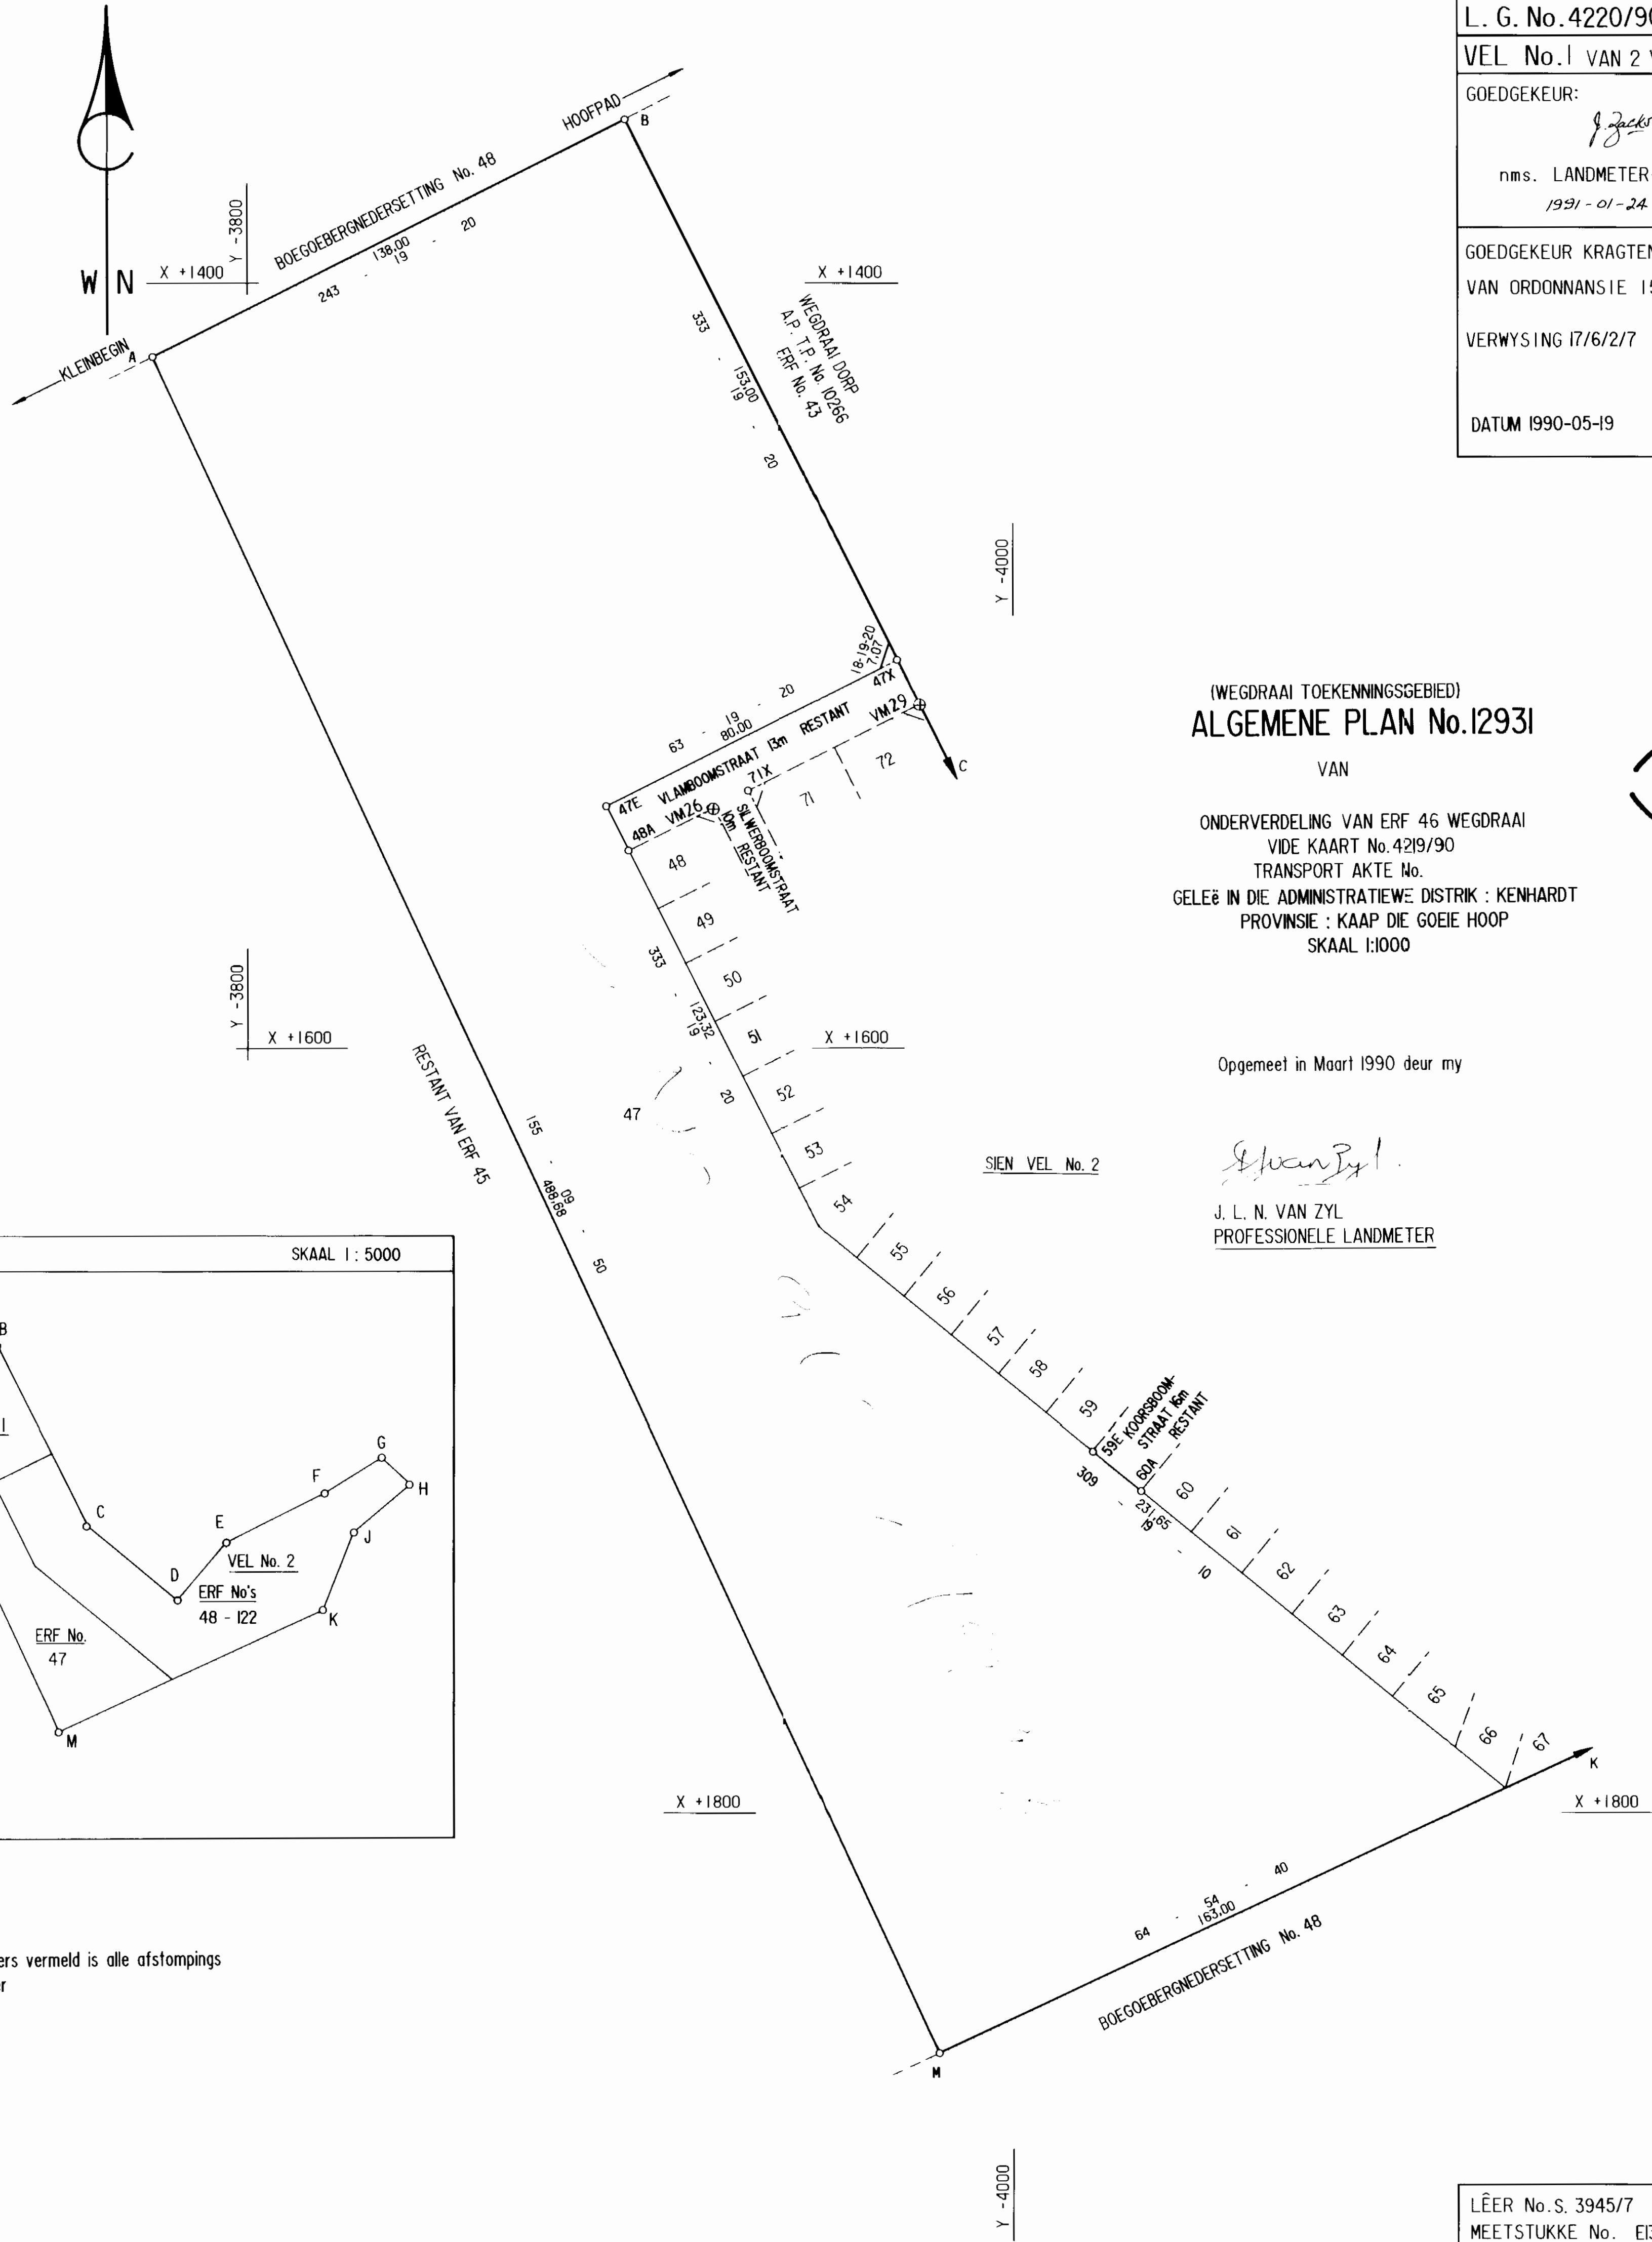 L. G. No. 4220/9
VEL No. 1 VAN 2
GOEDGEKEUR:
nms. LANDMETER
1991-01-24
GOEDGEKEUR KRAGTEN
VAN ORDONNANSIE 15
VERWYSING 17/6/2/7
DATUM 1990-05-19
W N
HOOFPAD
B
BOEGOEBERGNEDERSETTING No. 48
243 - 19 - 20
138,00
Y -3800
X +1400
X +1400
KLEINBEGIN
A
333 . 19 . 20
153,00
WEGDRAAI DORP
A.P. T.P. No. 10266
ERF No. 43
Y -4000
18-19-20
7,07
47X
63 - 19 - 20
80,00
VLAMBOOMSTRAAT 13m RESTANT
VM29
47E
48A
VM26
71X
71
72
C
SILWERBOOMSTRAAT
10m RESTANT
48
49
50
51
52
53
54
333 . 19 . 20
123,32
(WEGDRAAI TOEKENNINGSGEBIED)
ALGEMENE PLAN No. 12931
VAN
ONDERVERDELING VAN ERF 46 WEGDRAAI
VIDE KAART No. 4219/90
TRANSPORT AKTE No.
GELEë IN DIE ADMINISTRATIEWE DISTRIK : KENHARDT
PROVINSIE : KAAP DIE GOEIE HOOP
SKAAL 1:1000
Y -3800
X +1600
X +1600
Opgemeet in Maart 1990 deur my
RESTANT VAN ERF 45
47
155 . 09 . 50
488,68
SIEN VEL No. 2
J. L. N. VAN ZYL
PROFESSIONELE LANDMETER
55
56
57
58
59
59E
KOORSBOOM-
STRAAT 16m
RESTANT
60A
309 - 19 - 10
231,65
60
61
62
63
64
65
66
67
K
SKAAL 1 : 5000
B
C
D
E
F
G
H
J
K
VEL No. 2
ERF No's
48 - 122
ERF No.
47
M
X +1800
X +1800
64 - 54 - 40
163,00
BOEGOEBERGNEDERSETTING No. 48
M
vermeld is alle afstompings
Y -4000
LÊER No. S. 3945/7
MEETSTUKKE No.